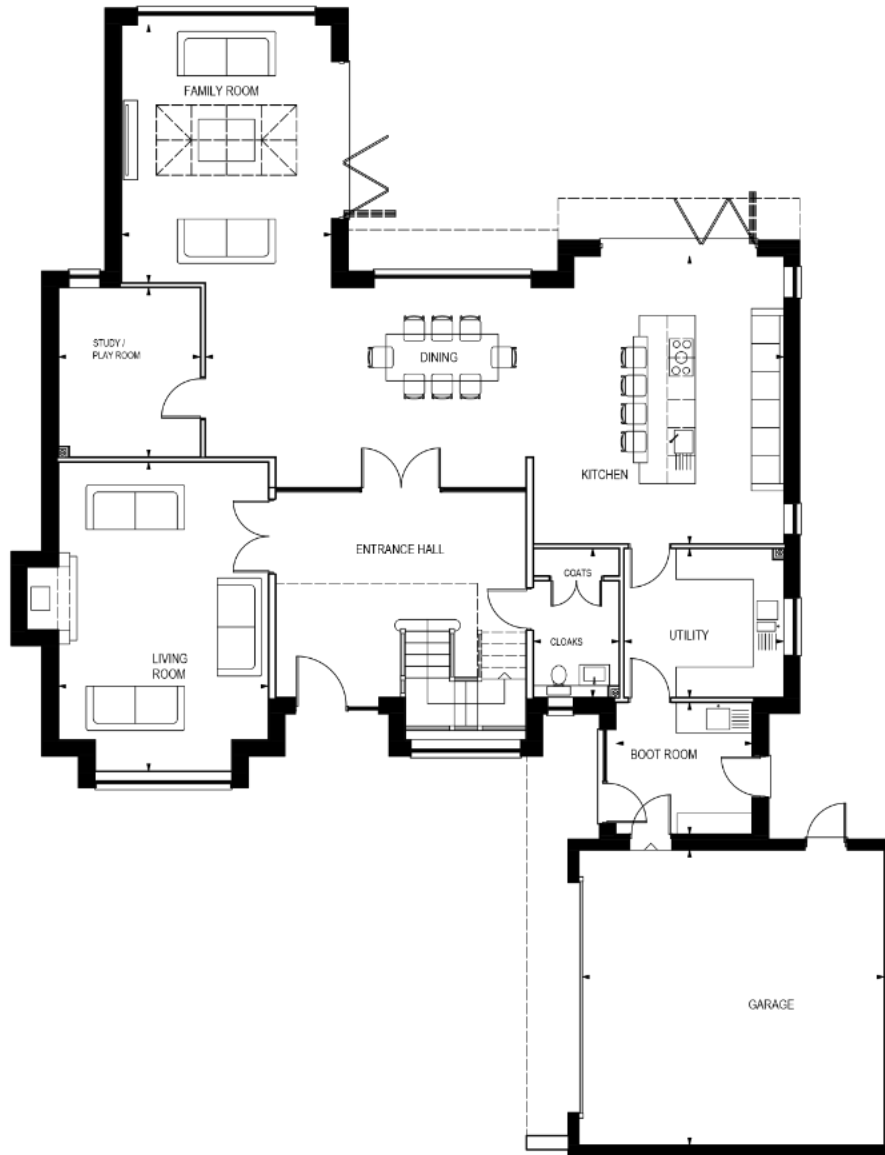 FAMILY ROOM
STUDY /
PLAY ROOM
DINING
KITCHEN
ENTRANCE HALL
COATS
CLOAKS
UTILITY
LIVING
ROOM
BOOT ROOM
GARAGE